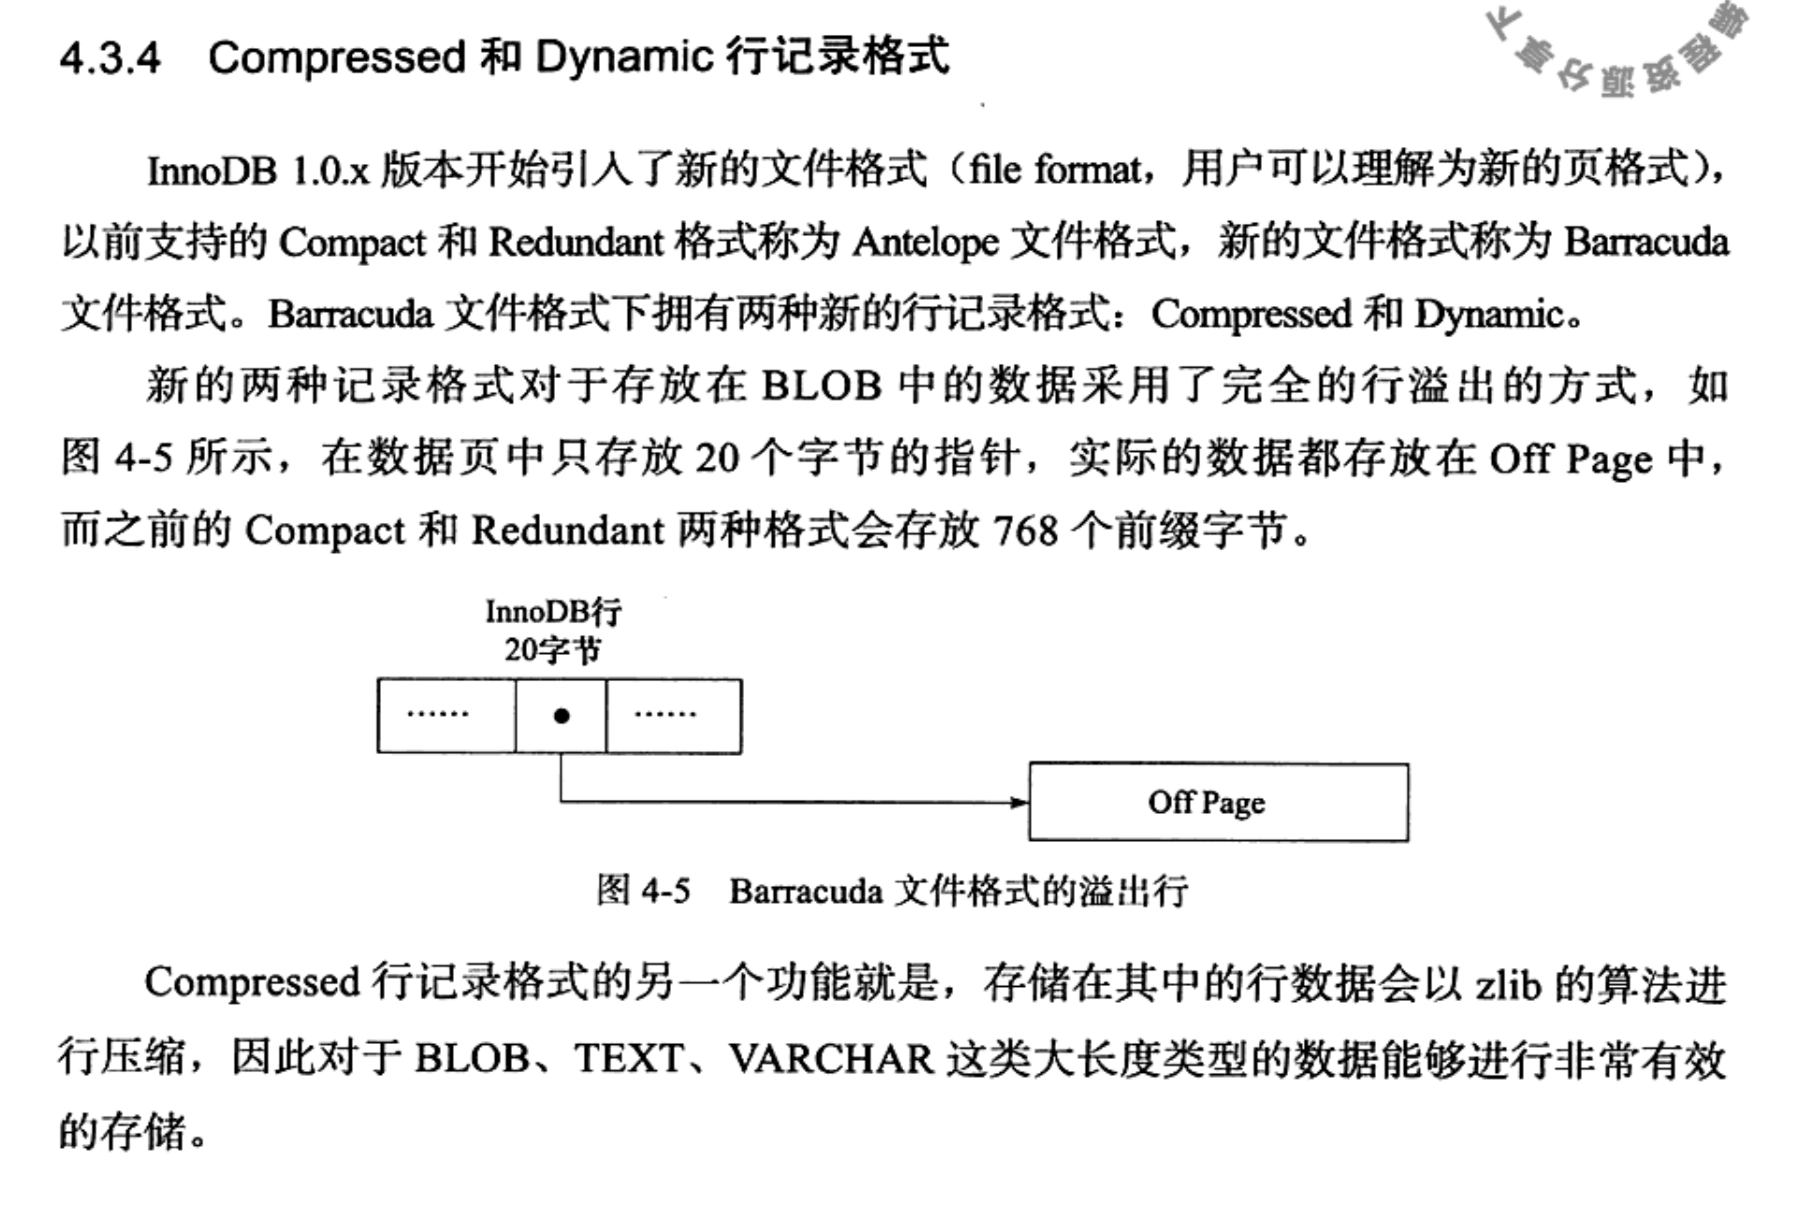 4.3.4 Compressed 和 Dynamic 行记录格式
下享分源资程编
InnoDB 1.0.x 版本开始引入了新的文件格式（file format，用户可以理解为新的页格式），
以前支持的 Compact 和 Redundant 格式称为 Antelope 文件格式，新的文件格式称为 Barracuda
文件格式。Barracuda 文件格式下拥有两种新的行记录格式：Compressed 和 Dynamic。
新的两种记录格式对于存放在 BLOB 中的数据采用了完全的行溢出的方式，如
图 4-5 所示，在数据页中只存放 20 个字节的指针，实际的数据都存放在 Off Page 中，
而之前的 Compact 和 Redundant 两种格式会存放 768 个前缀字节。
InnoDB行
20字节
…… ……
Off Page
图 4-5 Barracuda 文件格式的溢出行
Compressed 行记录格式的另一个功能就是，存储在其中的行数据会以 zlib 的算法进
行压缩，因此对于 BLOB、TEXT、VARCHAR 这类大长度类型的数据能够进行非常有效
的存储。